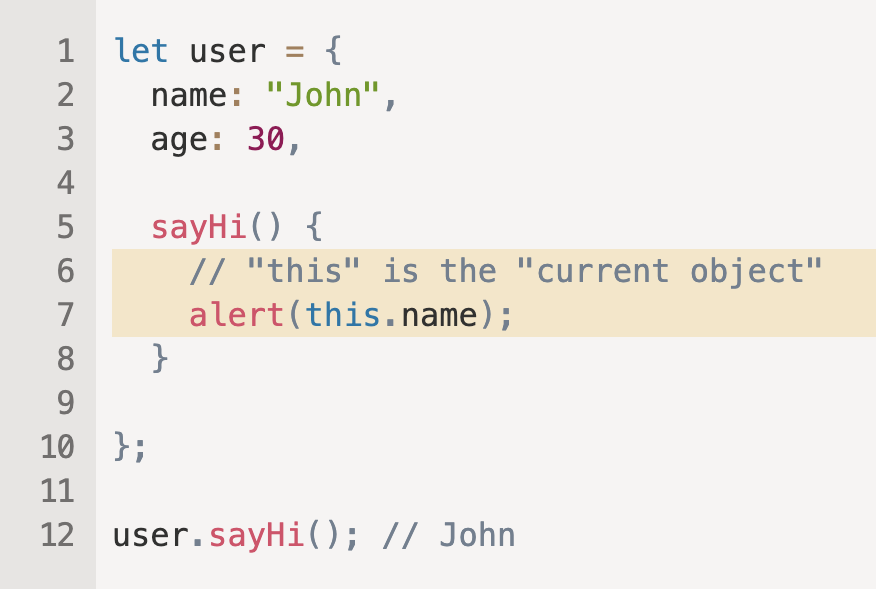 1 let user = {
2   name: "John",
3   age: 30,
4
5   sayHi() {
6     // "this" is the "current object"
7     alert(this.name);
8   }
9
10 };
11
12 user.sayHi(); // John